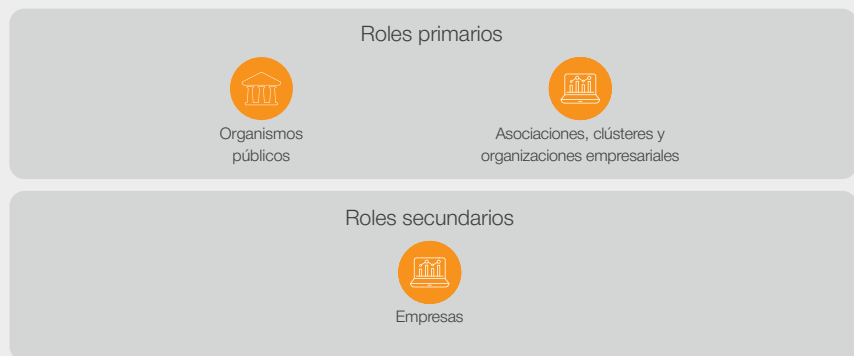 Roles primarios
Organismos
públicos
Asociaciones, clústeres y
organizaciones empresariales
Roles secundarios
Empresas